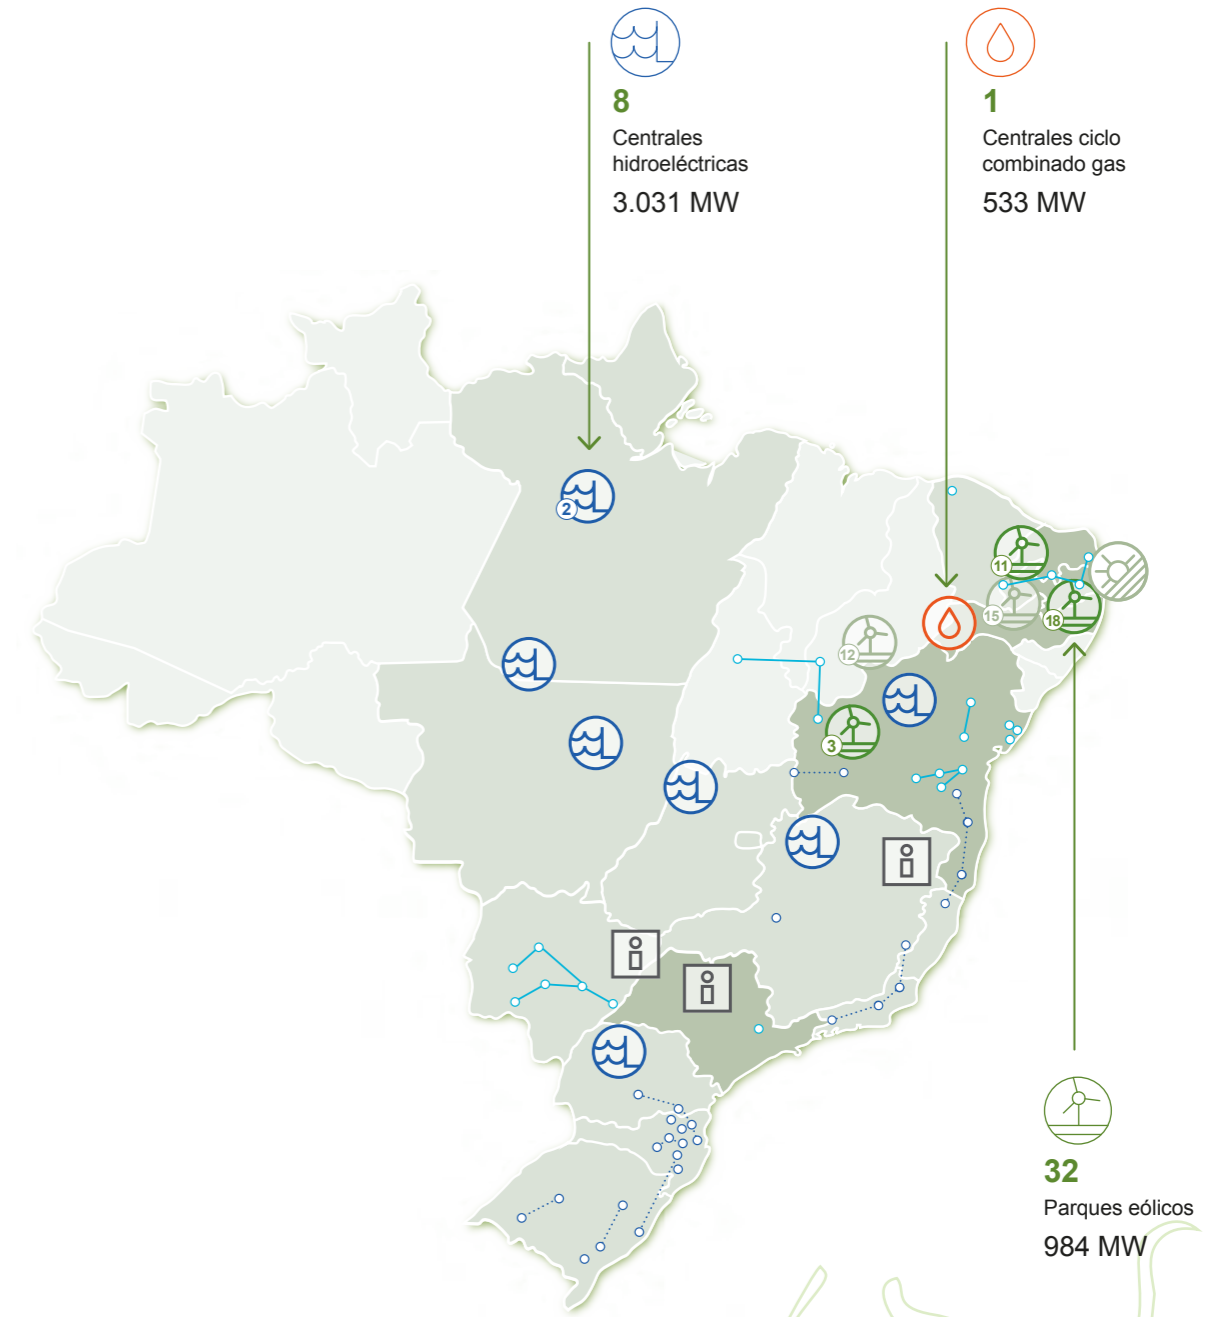 8
Centrales
hidroeléctricas
3.031 MW
1
Centrales ciclo
combinado gas
533 MW
2
11
15
18
12
3
32
Parques eólicos
984 MW